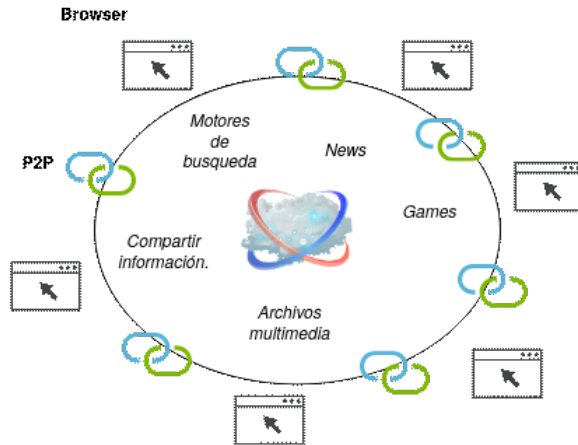 Browser
Motores
de
busqueda
News
P2P
Games
Compartir
información.
Archivos
multimedia